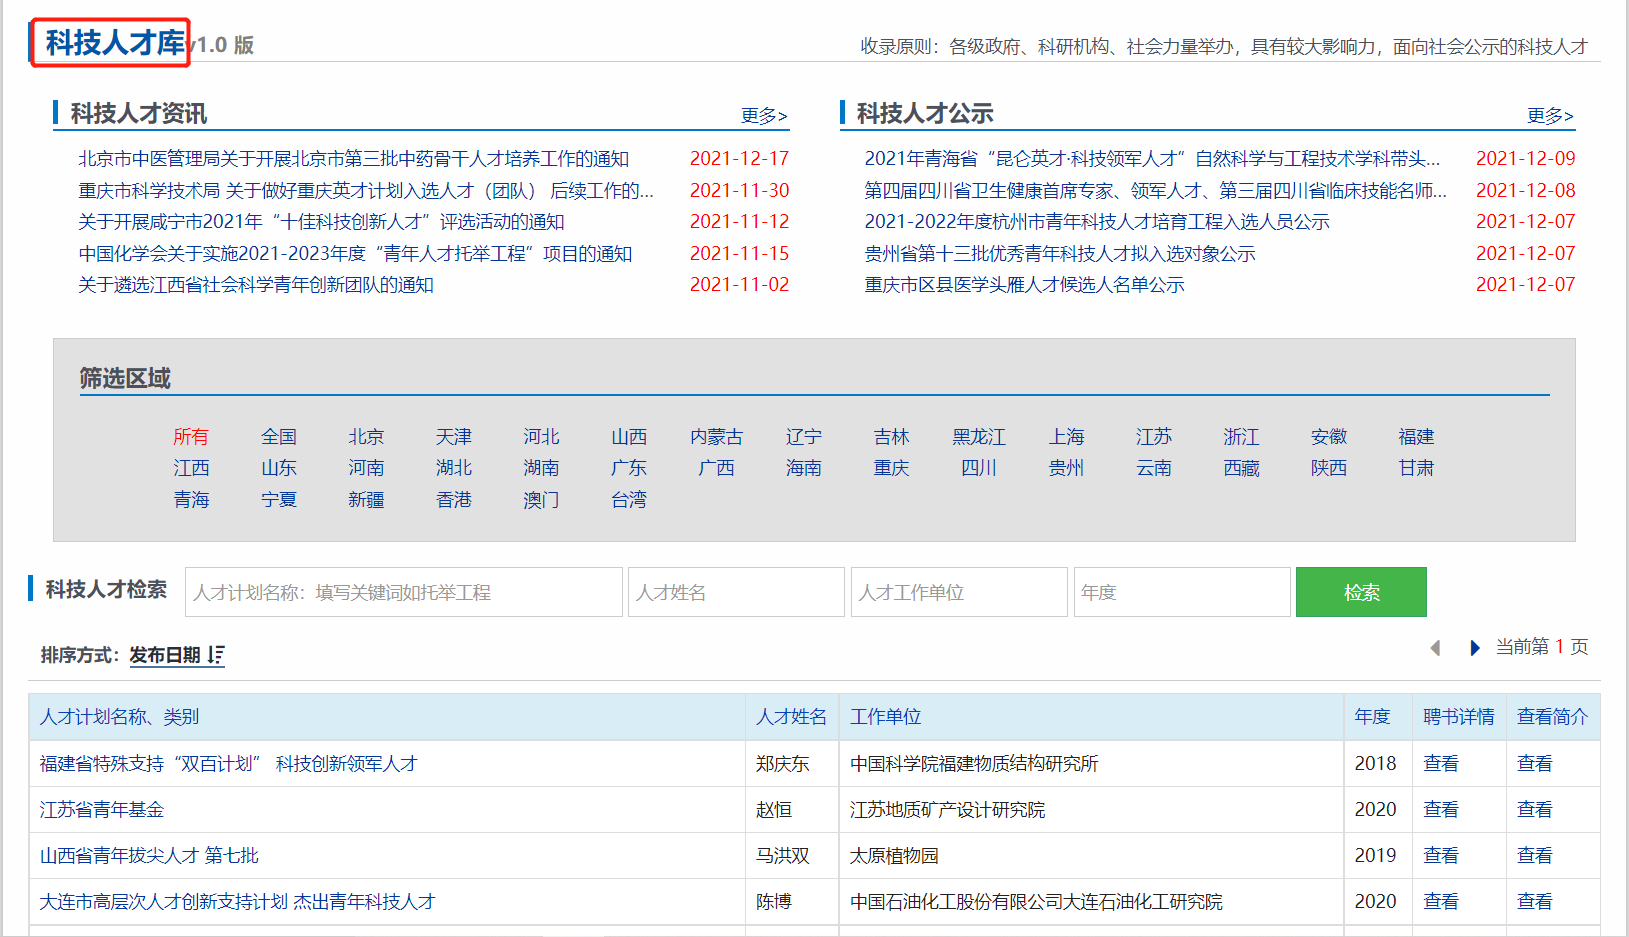 科技人才库v1.0 版
收录原则：各级政府、科研机构、社会力量举办，具有较大影响力，面向社会公示的科技人才
科技人才资讯 更多>
北京市中医管理局关于开展北京市第三批中药骨干人才培养工作的通知 2021-12-17
重庆市科学技术局 关于做好重庆英才计划入选人才（团队） 后续工作的... 2021-11-30
关于开展咸宁市2021年“十佳科技创新人才”评选活动的通知 2021-11-12
中国化学会关于实施2021-2023年度“青年人才托举工程”项目的通知 2021-11-15
关于遴选江西省社会科学青年创新团队的通知 2021-11-02
科技人才公示 更多>
2021年青海省“昆仑英才·科技领军人才”自然科学与工程技术学科带头... 2021-12-09
第四届四川省卫生健康首席专家、领军人才、第三届四川省临床技能名师... 2021-12-08
2021-2022年度杭州市青年科技人才培育工程入选人员公示 2021-12-07
贵州省第十三批优秀青年科技人才拟入选对象公示 2021-12-07
重庆市区县医学头雁人才候选人名单公示 2021-12-07
筛选区域
所有 全国 北京 天津 河北 山西 内蒙古 辽宁 吉林 黑龙江 上海 江苏 浙江 安徽 福建
江西 山东 河南 湖北 湖南 广东 广西 海南 重庆 四川 贵州 云南 西藏 陕西 甘肃
青海 宁夏 新疆 香港 澳门 台湾
科技人才检索 人才计划名称：填写关键词如托举工程 人才姓名 人才工作单位 年度 检索
排序方式：发布日期 当前第 1 页
人才计划名称、类别 人才姓名 工作单位 年度 聘书详情 查看简介
福建省特殊支持“双百计划” 科技创新领军人才 郑庆东 中国科学院福建物质结构研究所 2018 查看 查看
江苏省青年基金 赵恒 江苏地质矿产设计研究院 2020 查看 查看
山西省青年拔尖人才 第七批 马洪双 太原植物园 2019 查看 查看
大连市高层次人才创新支持计划 杰出青年科技人才 陈博 中国石油化工股份有限公司大连石油化工研究院 2020 查看 查看